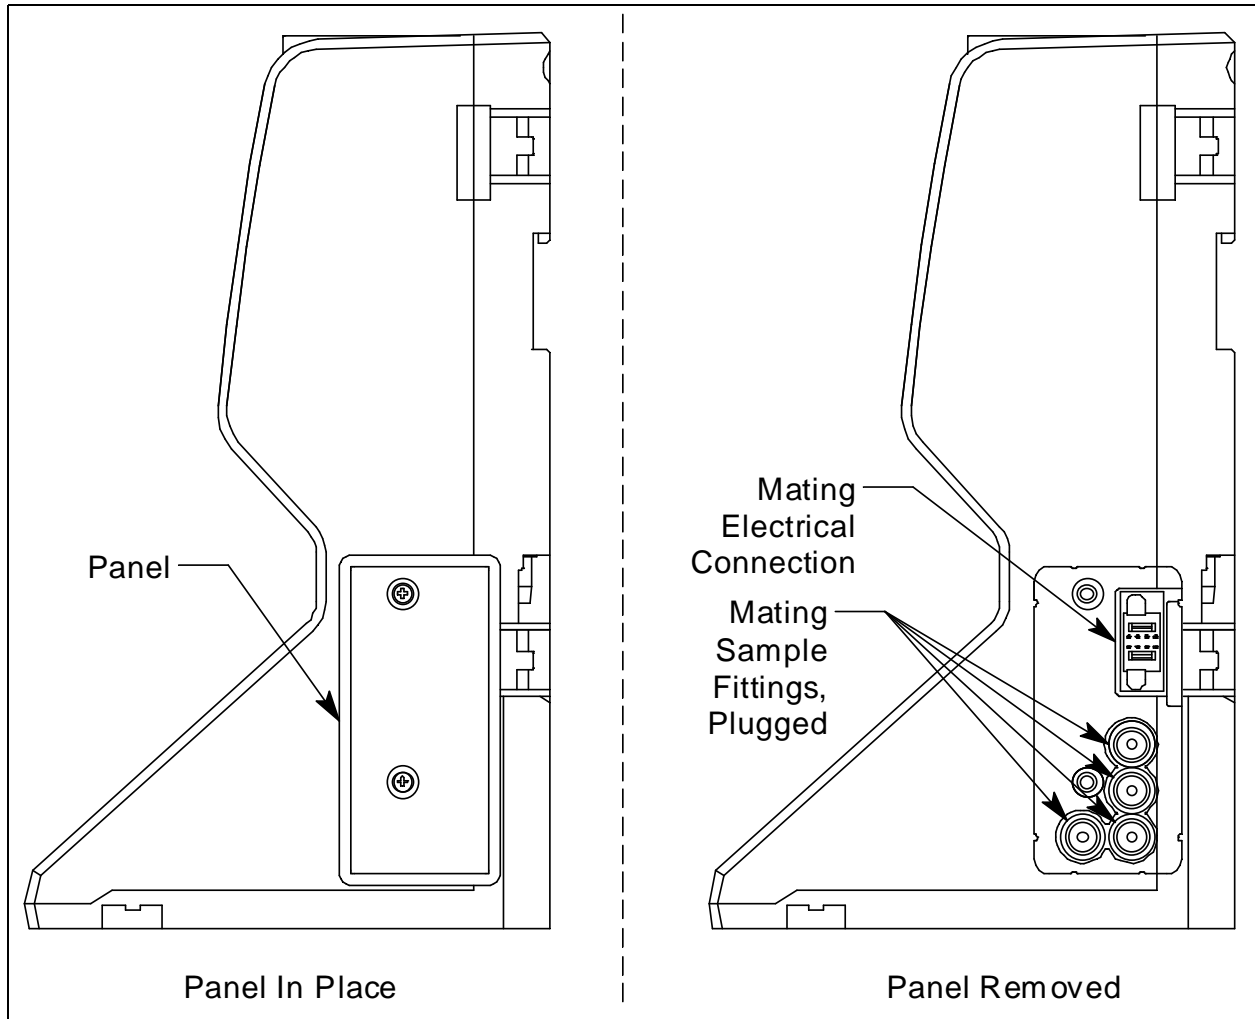 Panel
Panel In Place
Mating
Electrical
Connection
Mating
Sample
Fittings,
Plugged
Panel Removed